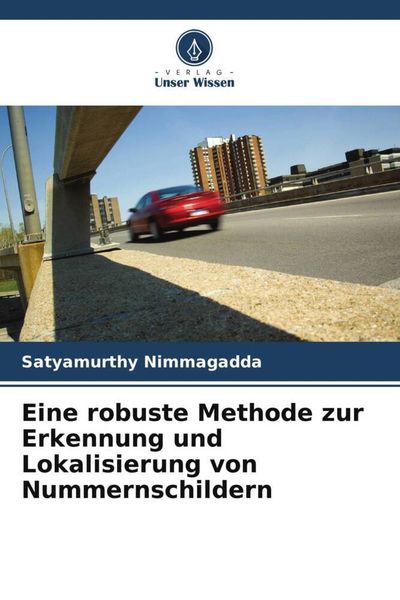 - VERLAG -
Unser Wissen
Satyamurthy Nimmagadda
Eine robuste Methode zur
Erkennung und
Lokalisierung von
Nummernschildern